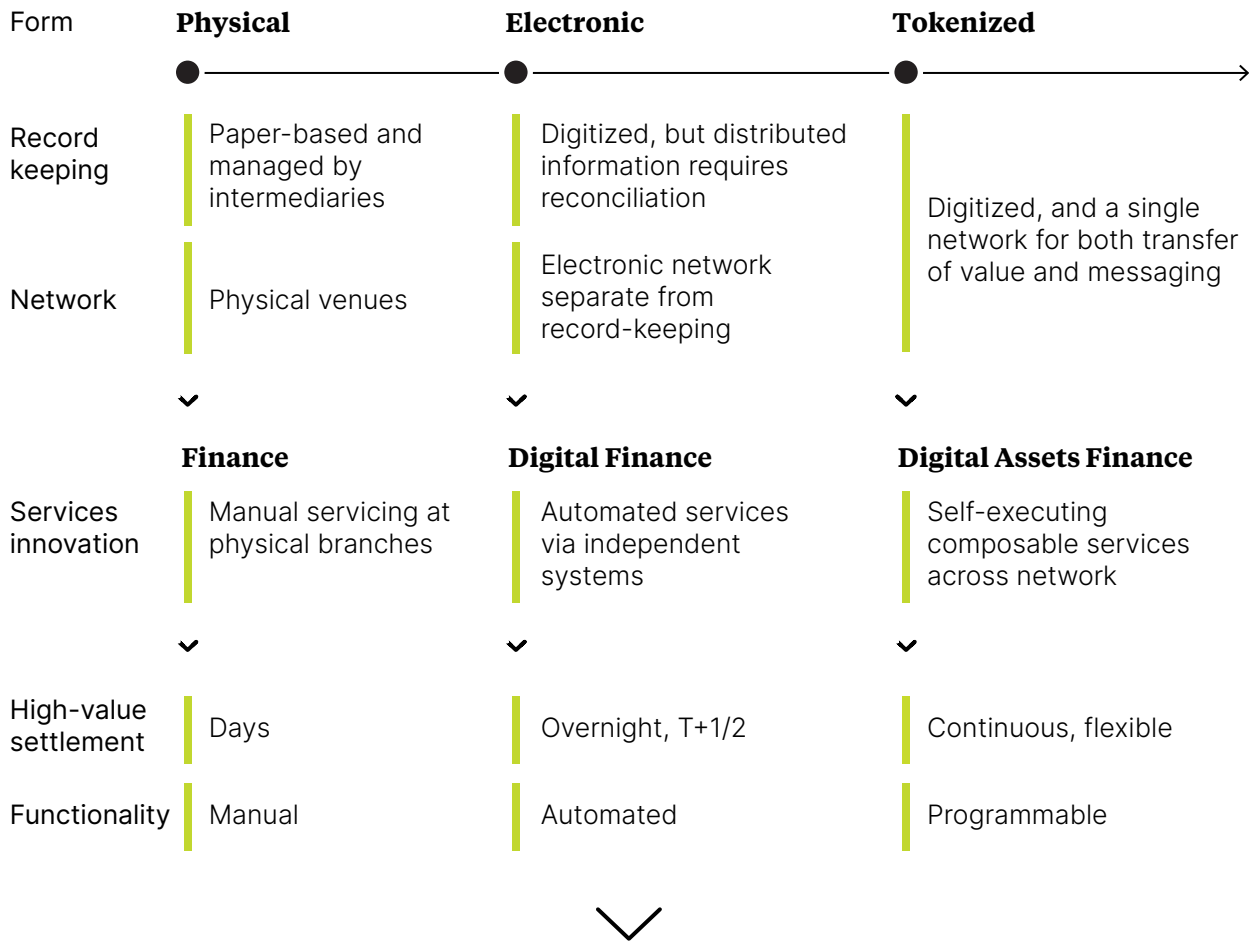 Form
Physical
Electronic
Tokenized
Record
keeping
Paper-based and
managed by
intermediaries
Digitized, but distributed
information requires
reconciliation
Digitized, and a single
network for both transfer
of value and messaging
Network
Physical venues
Electronic network
separate from
record-keeping
Finance
Digital Finance
Digital Assets Finance
Services
innovation
Manual servicing at
physical branches
Automated services
via independent
systems
Self-executing
composable services
across network
High-value
settlement
Days
Overnight, T+1/2
Continuous, flexible
Functionality
Manual
Automated
Programmable